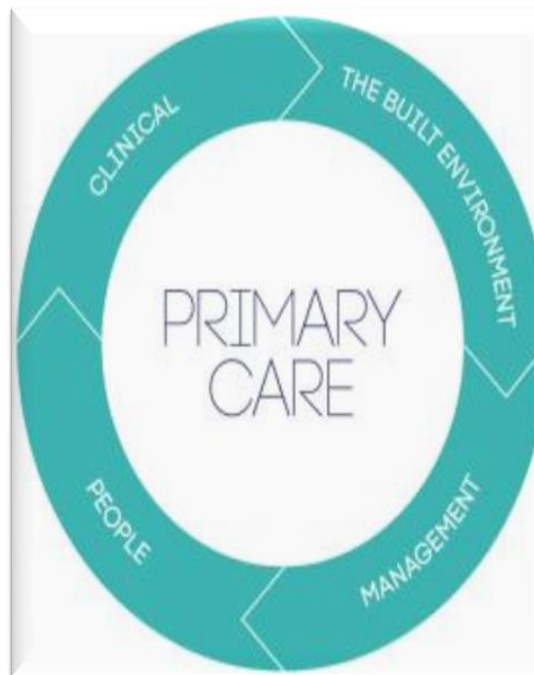 CLINICAL
THE BUILT ENVIRONMENT
PRIMARY
CARE
PEOPLE
MANAGEMENT